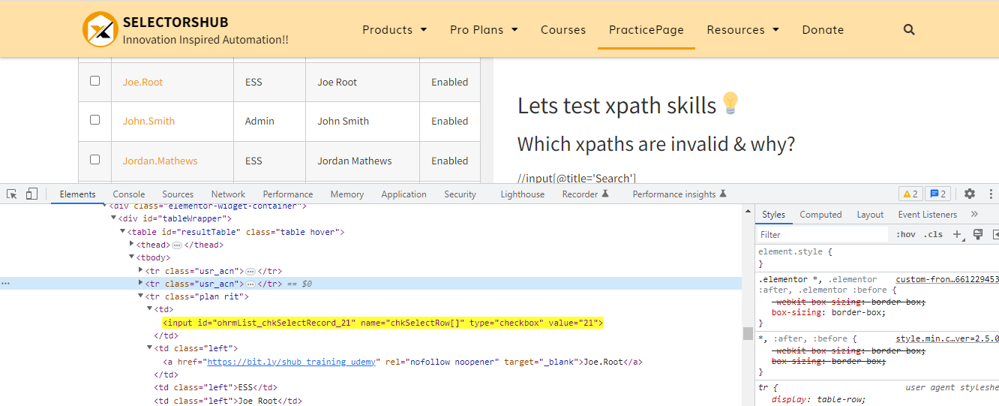 SELECTORSHUB
Innovation Inspired Automation!!
Products Pro Plans Courses PracticePage Resources Donate
Joe.Root ESS Joe Root Enabled
John.Smith Admin John Smith Enabled
Jordan.Mathews ESS Jordan Mathews Enabled
Lets test xpath skills
Which xpaths are invalid & why?
//input[@title='Search']
Elements Console Sources Network Performance Memory Application Security Lighthouse Recorder Performance insights 2 2
<div class="elementor-widget-container">
<div id="tableWrapper">
<table id="resultTable" class="table hover">
<thead>…</thead>
<tbody>
<tr class="usr_acn">…</tr>
<tr class="usr_acn">…</tr> == $0
<tr class="plan rit">
<td>
<input id="ohrmList_chkSelectRecord_21" name="chkSelectRow[]" type="checkbox" value="21">
</td>
<td class="left">
<a href="https://bit.ly/shub_training_udemy" rel="nofollow noopener" target="_blank">Joe.Root</a>
</td>
<td class="left">ESS</td>
<td class="left">Joe Root</td>
Styles Computed Layout Event Listeners »
Filter :hov .cls +
element.style {
}
.elementor *, .elementor custom-fron…661229453
:after, .elementor :before {
-webkit-box-sizing: border-box;
box-sizing: border-box;
}
*, :after, :before { style.min.c…ver=2.5.0
-webkit-box-sizing: border-box;
box-sizing: border-box;
}
tr { user agent styleshe
display: table-row;